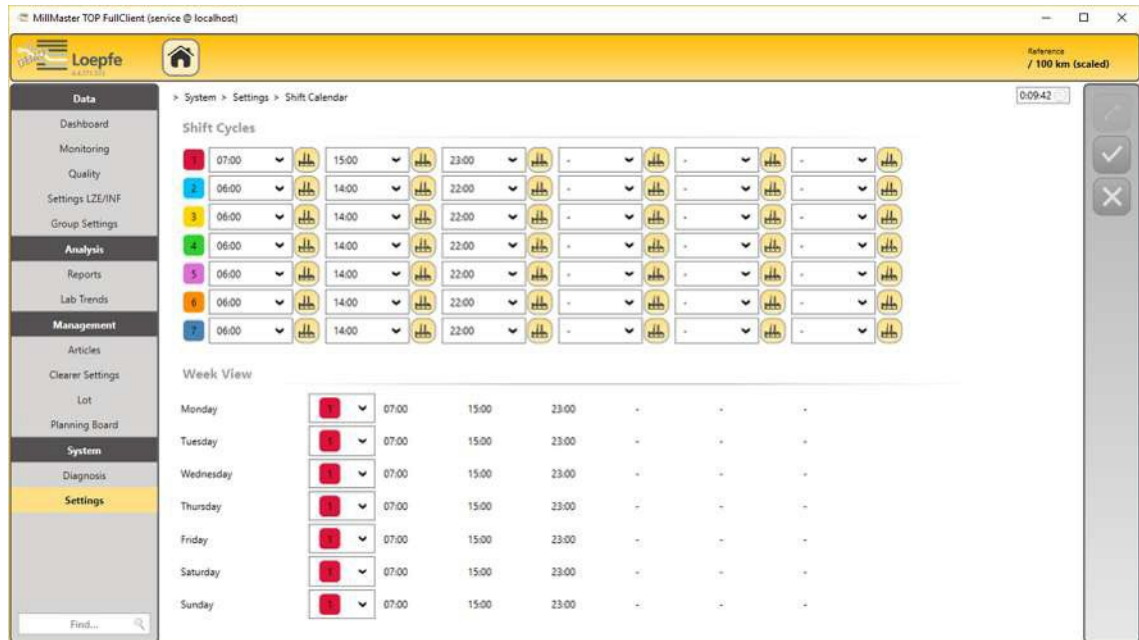 MillMaster TOP FullClient (service @ localhost)
Loepfe
Reference
/ 100 km (scaled)
Data
Dashboard
Monitoring
Quality
Settings LZE/INF
Group Settings
Analysis
Reports
Lab Trends
Management
Articles
Clearer Settings
Lot
Planning Board
System
Diagnosis
Settings
Find...
> System > Settings > Shift Calendar
0:09:42
Shift Cycles
1 07:00 15:00 23:00 - - -
2 06:00 14:00 22:00 - - -
3 06:00 14:00 22:00 - - -
4 06:00 14:00 22:00 - - -
5 06:00 14:00 22:00 - - -
6 06:00 14:00 22:00 - - -
7 06:00 14:00 22:00 - - -
Week View
Monday 1 07:00 15:00 23:00 - - -
Tuesday 1 07:00 15:00 23:00 - - -
Wednesday 1 07:00 15:00 23:00 - - -
Thursday 1 07:00 15:00 23:00 - - -
Friday 1 07:00 15:00 23:00 - - -
Saturday 1 07:00 15:00 23:00 - - -
Sunday 1 07:00 15:00 23:00 - - -